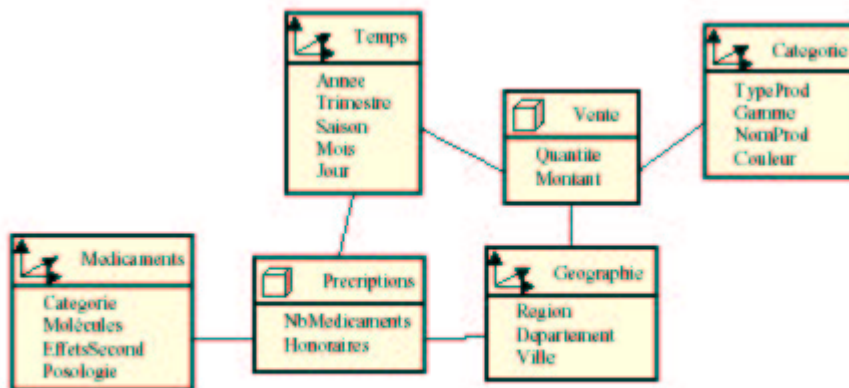 Temps
Annee
Trimestre
Saison
Mois
Jour
Vente
Quantite
Montant
Categorie
TypeProd
Gamme
NomProd
Couleur
Medicaments
Categorie
Molécules
EffetsSecond
Posologie
Precriptions
NbMedicaments
Honoraires
Geographie
Region
Departement
Ville